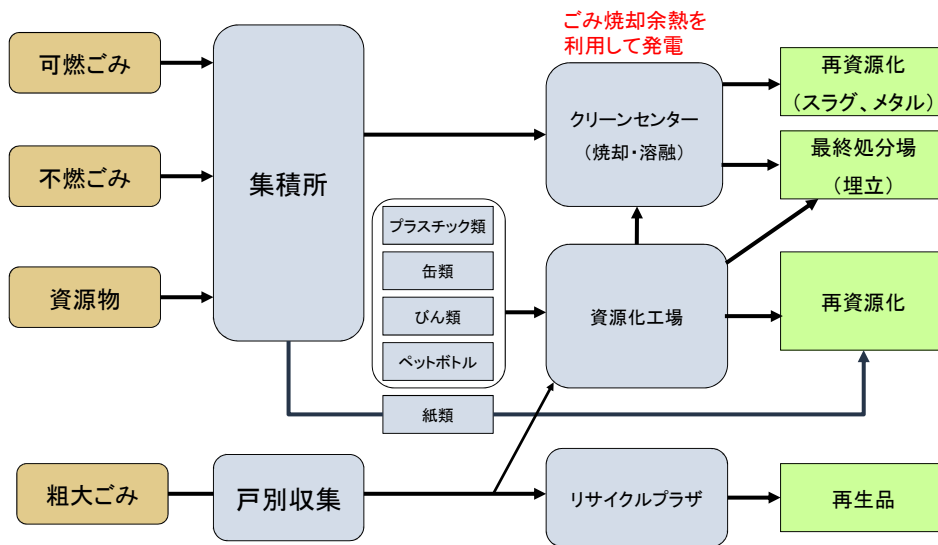 ごみ焼却余熱を
利用して発電
可燃ごみ
不燃ごみ
資源物
集積所
クリーンセンター
(焼却・溶融)
再資源化
(スラグ、メタル)
最終処分場
(埋立)
プラスチック類
缶類
びん類
ペットボトル
紙類
資源化工場
再資源化
粗大ごみ
戸別収集
リサイクルプラザ
再生品